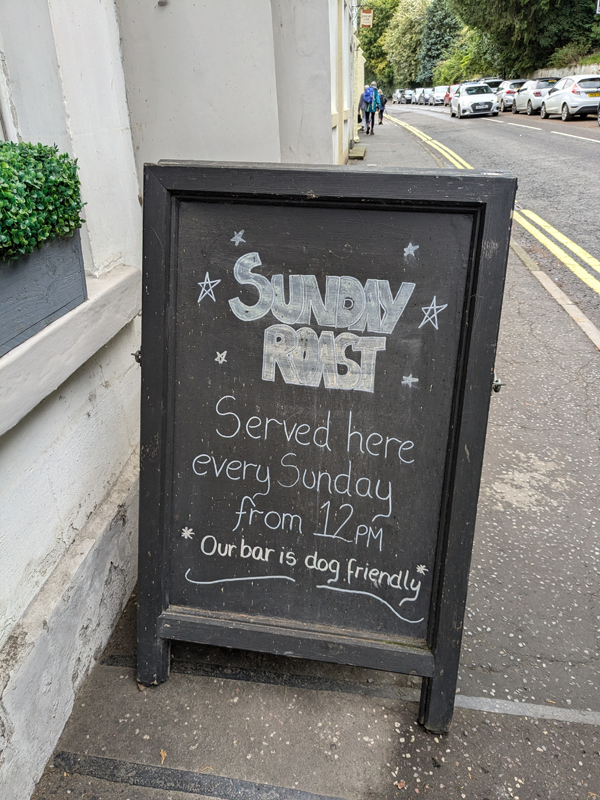 SUNDAY
ROAST
Served here
every Sunday
from 12PM
* Our bar is dog friendly *